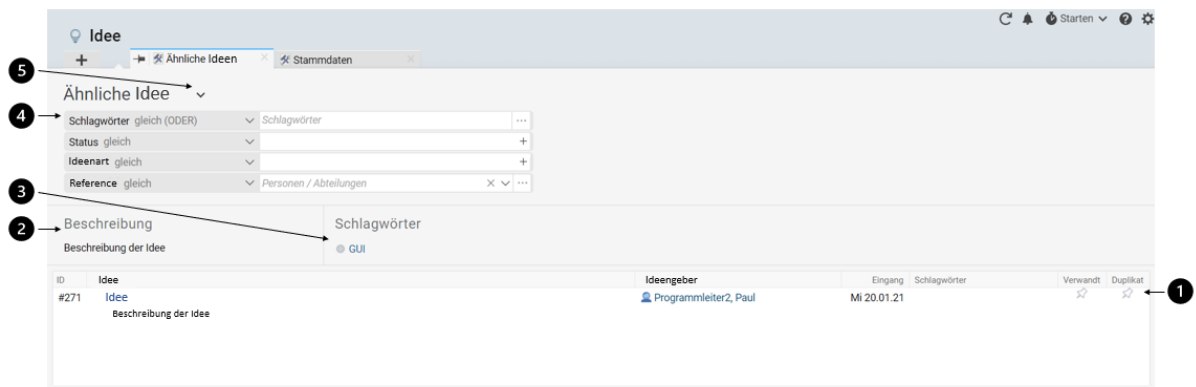 Starten
Idee
+ Ähnliche Ideen × Stammdaten ×
5
Ähnliche Idee
4
Schlagwörter gleich (ODER) Schlagwörter ...
Status gleich +
Ideenart gleich +
Reference gleich Personen / Abteilungen × ...
3
2
Beschreibung Schlagwörter
Beschreibung der Idee GUI
ID Idee Ideengeber Eingang Schlagwörter Verwandt Duplikat
#271 Idee Programmleiter2, Paul Mi 20.01.21
1
Beschreibung der Idee